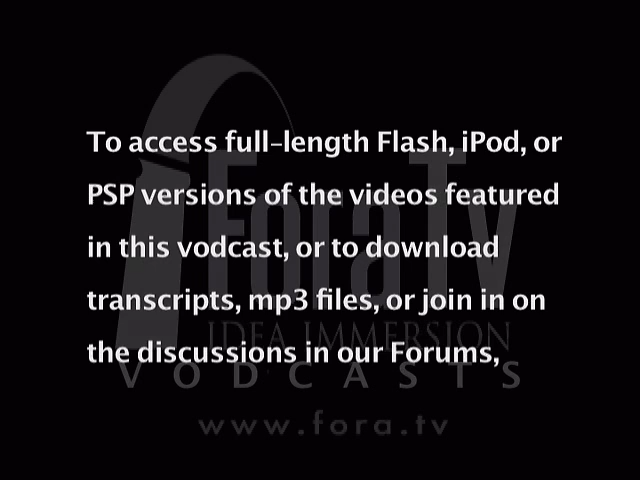 To access full-length Flash, iPod, or
PSP versions of the videos featured
in this vodcast, or to download
transcripts, mp3 files, or join in on
the discussions in our Forums,
ForaTv
IDEA IMMERSION
VODCASTS
www.fora.tv